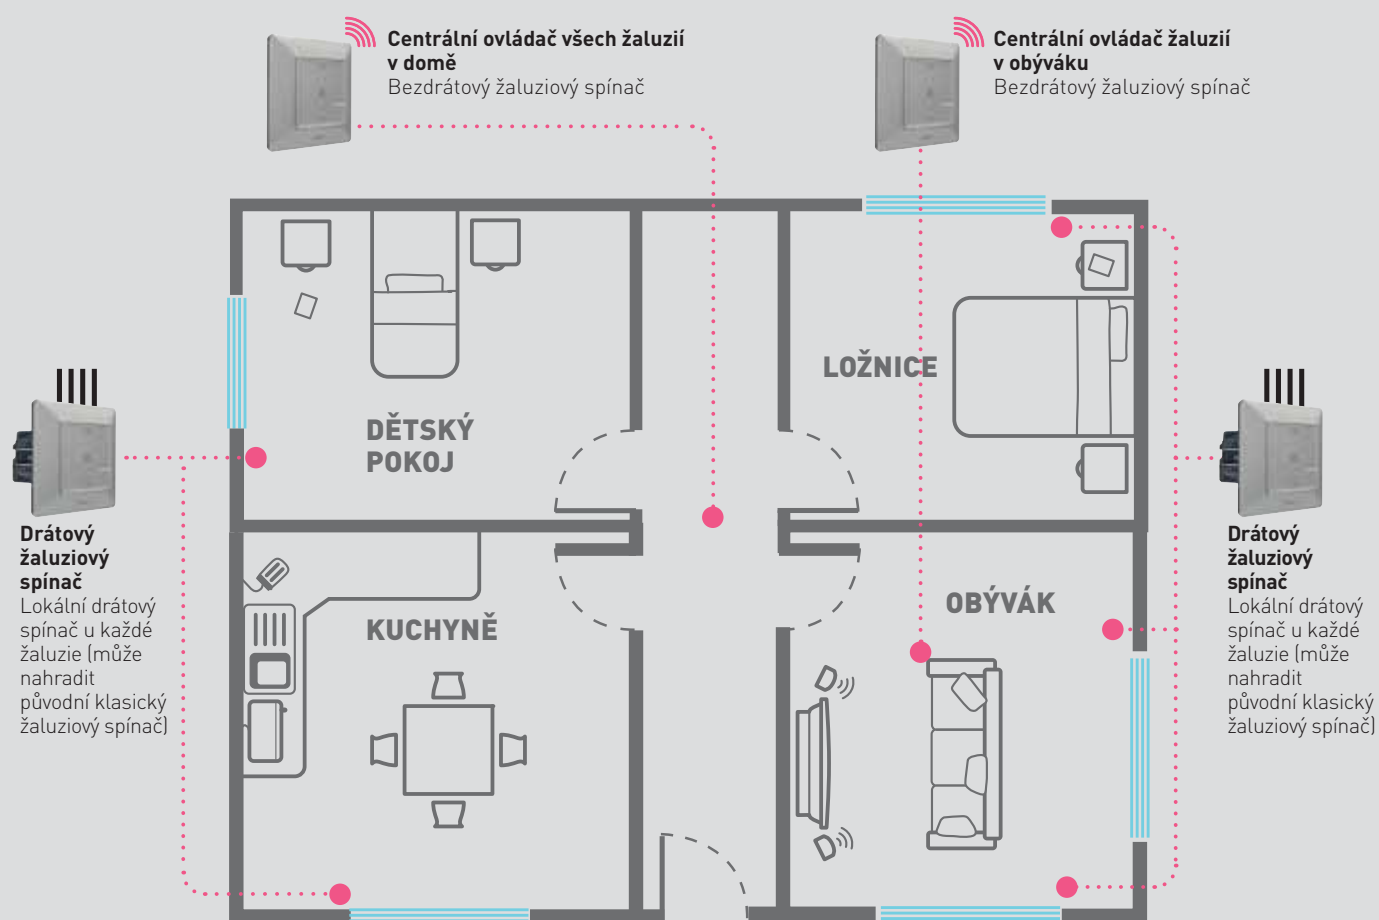 Centrální ovládač všech žaluzií
v domě
Bezdrátový žaluziový spínač
Centrální ovládač žaluzií
v obýváku
Bezdrátový žaluziový spínač
LOŽNICE
DĚTSKÝ
POKOJ
Drátový
žaluziový
spínač
Lokální drátový
spínač u každé
žaluzie (může
nahradit
původní klasický
žaluziový spínač)
KUCHYNĚ
OBÝVÁK
Drátový
žaluziový
spínač
Lokální drátový
spínač u každé
žaluzie (může
nahradit
původní klasický
žaluziový spínač)